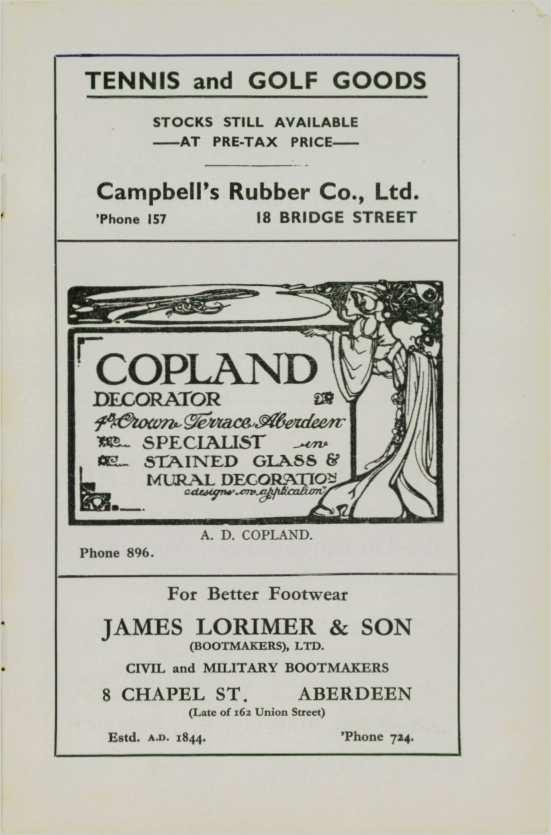 TENNIS and GOLF GOODS
STOCKS STILL AVAILABLE
—AT PRE-TAX PRICE—
Campbell's Rubber Co., Ltd.
'Phone 157 18 BRIDGE STREET
COPLAND
DECORATOR
Crown Terrace Aberdeen
SPECIALIST in
STAINED GLASS &
MURAL DECORATION
designs on application
A. D. COPLAND.
Phone 896.
For Better Footwear
JAMES LORIMER & SON
(BOOTMAKERS), LTD.
CIVIL and MILITARY BOOTMAKERS
8 CHAPEL ST. ABERDEEN
(Late of 162 Union Street)
Estd. A.D. 1844. 'Phone 724.